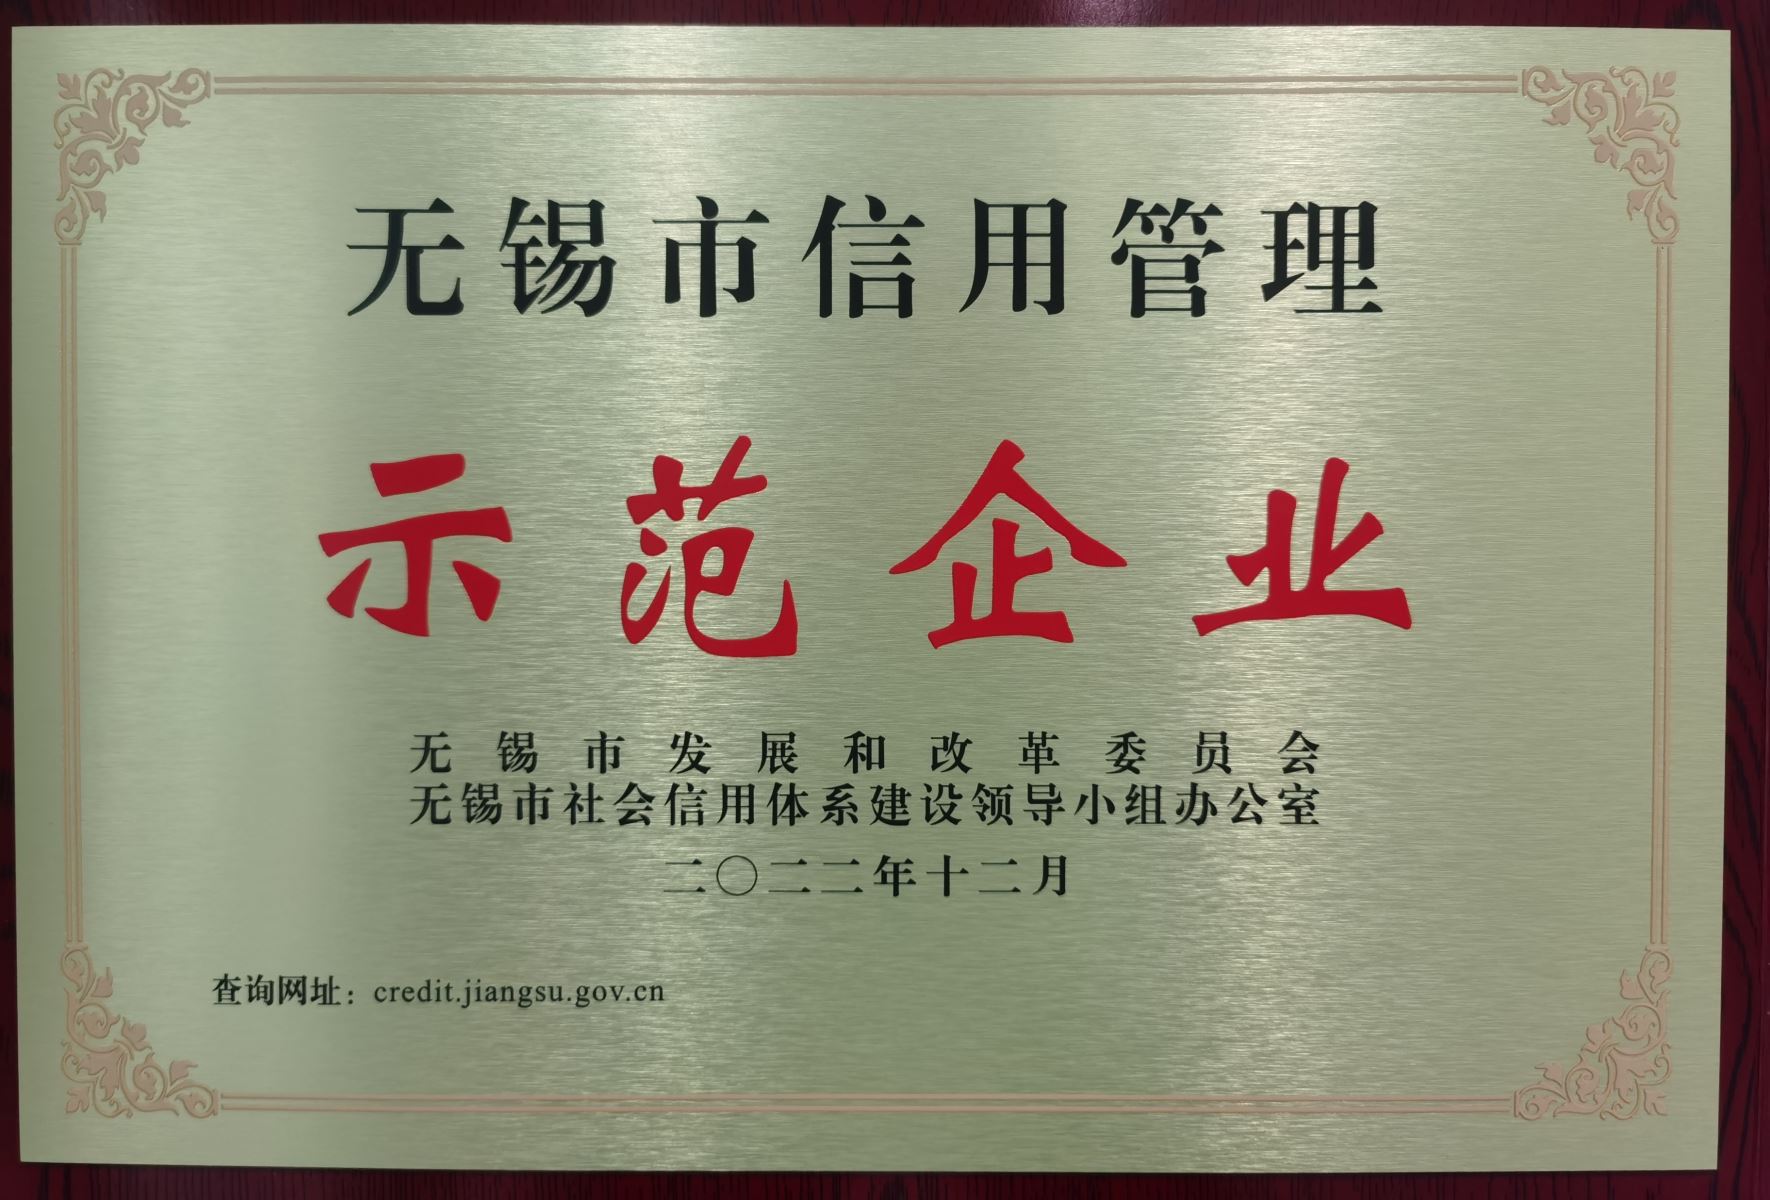 无锡市信用管理
示范企业
无锡市发展和改革委员会
无锡市社会信用体系建设领导小组办公室
二〇二二年十二月
查询网址：credit.jiangsu.gov.cn